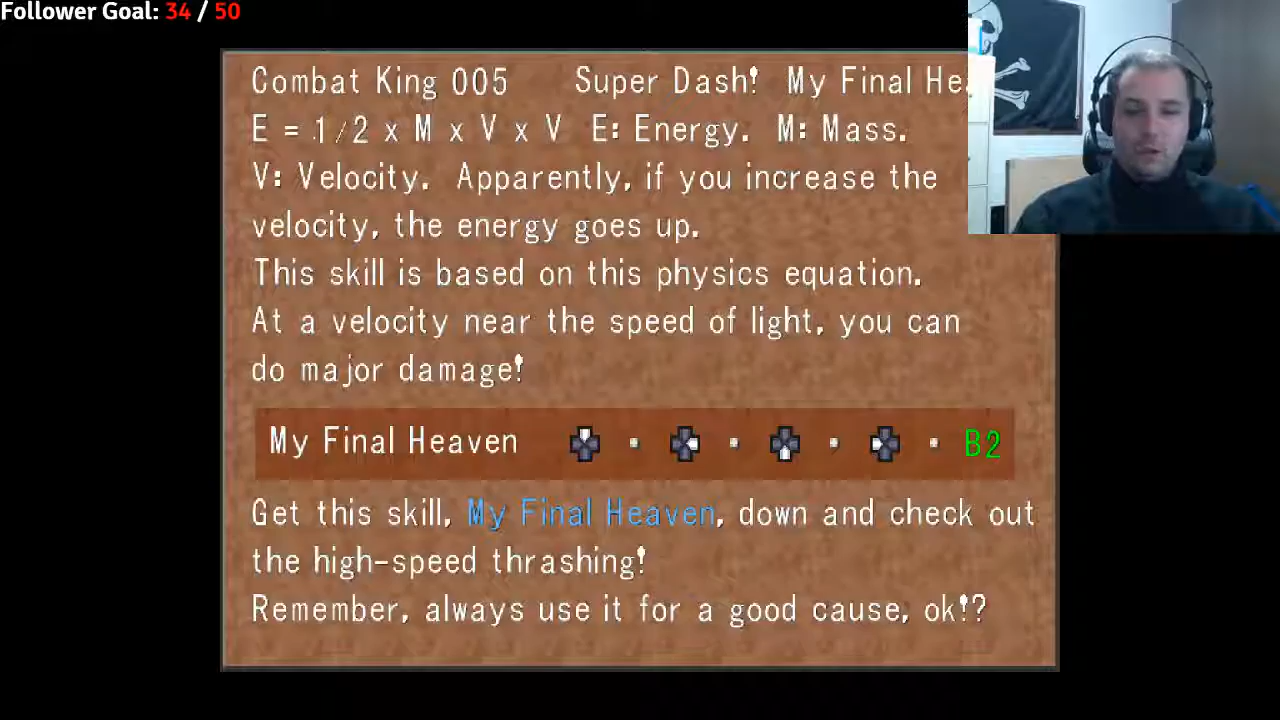 Follower Goal: 34 / 50
Combat King 005 Super Dash! My Final
E = 1/2 x M x V x V E: Energy. M: Mass.
V: Velocity. Apparently, if you increase the
velocity, the energy goes up.
This skill is based on this physics equation.
At a velocity near the speed of light, you can
do major damage!
My Final Heaven B2
Get this skill, My Final Heaven, down and check out
the high-speed thrashing!
Remember, always use it for a good cause, ok!?